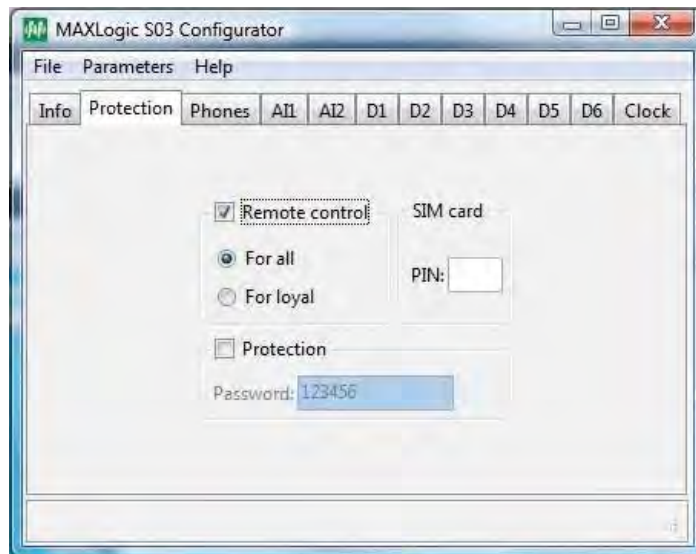 MAXLogic S03 Configurator
File Parameters Help
Info Protection Phones AI1 AI2 D1 D2 D3 D4 D5 D6 Clock
Remote control
For all
For loyal
SIM card
PIN:
Protection
Password: 123456